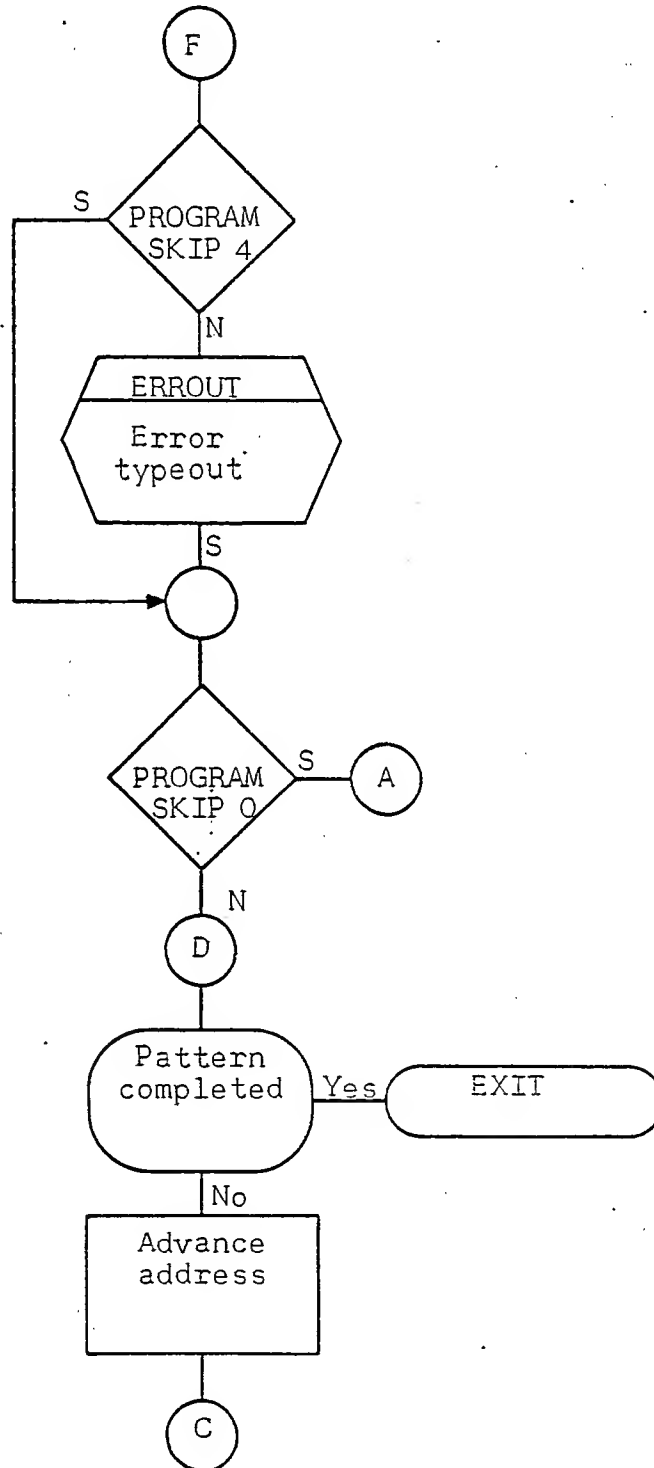 F
S
PROGRAM
SKIP 4
N
ERROUT
Error
typeout
S
PROGRAM
SKIP 0
S
A
N
D
Pattern
completed
Yes
EXIT
No
Advance
address
C